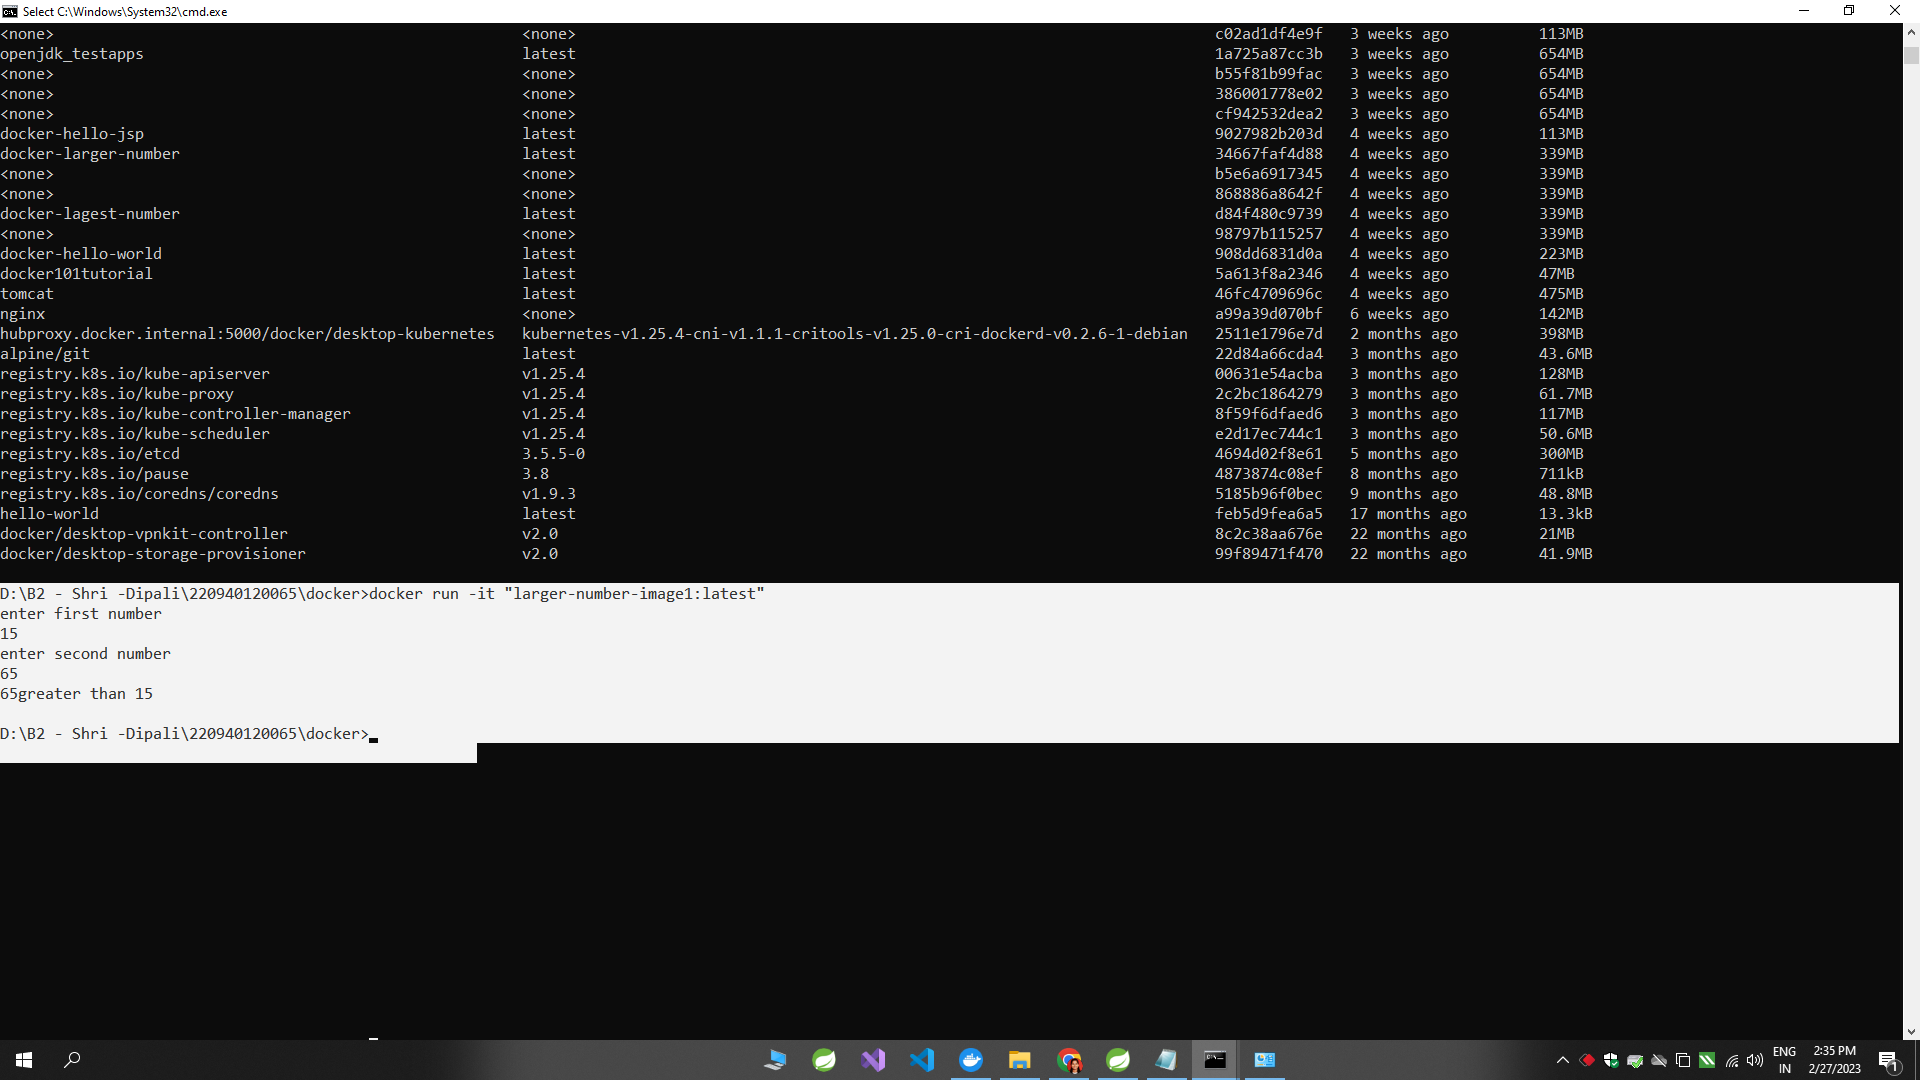 Select C:\Windows\System32\cmd.exe
<none> <none> c02ad1df4e9f 3 weeks ago 113MB
openjdk_testapps latest 1a725a87cc3b 3 weeks ago 654MB
<none> <none> b55f81b99fac 3 weeks ago 654MB
<none> <none> 386001778e02 3 weeks ago 654MB
<none> <none> cf942532dea2 3 weeks ago 654MB
docker-hello-jsp latest 9027982b203d 4 weeks ago 113MB
docker-larger-number latest 34667faf4d88 4 weeks ago 339MB
<none> <none> b5e6a6917345 4 weeks ago 339MB
<none> <none> 868886a8642f 4 weeks ago 339MB
docker-lagest-number latest d84f480c9739 4 weeks ago 339MB
<none> <none> 98797b115257 4 weeks ago 339MB
docker-hello-world latest 908dd6831d0a 4 weeks ago 223MB
docker101tutorial latest 5a613f8a2346 4 weeks ago 47MB
tomcat latest 46fc4709696c 4 weeks ago 475MB
nginx <none> a99a39d070bf 6 weeks ago 142MB
hubproxy.docker.internal:5000/docker/desktop-kubernetes kubernetes-v1.25.4-cni-v1.1.1-critools-v1.25.0-cri-dockerd-v0.2.6-1-debian 2511e1796e7d 2 months ago 398MB
alpine/git latest 22d84a66cda4 3 months ago 43.6MB
registry.k8s.io/kube-apiserver v1.25.4 00631e54acba 3 months ago 128MB
registry.k8s.io/kube-proxy v1.25.4 2c2bc1864279 3 months ago 61.7MB
registry.k8s.io/kube-controller-manager v1.25.4 8f59f6dfaed6 3 months ago 117MB
registry.k8s.io/kube-scheduler v1.25.4 e2d17ec744c1 3 months ago 50.6MB
registry.k8s.io/etcd 3.5.5-0 4694d02f8e61 5 months ago 300MB
registry.k8s.io/pause 3.8 4873874c08ef 8 months ago 711kB
registry.k8s.io/coredns/coredns v1.9.3 5185b96f0bec 9 months ago 48.8MB
hello-world latest feb5d9fea6a5 17 months ago 13.3kB
docker/desktop-vpnkit-controller v2.0 8c2c38aa676e 22 months ago 21MB
docker/desktop-storage-provisioner v2.0 99f89471f470 22 months ago 41.9MB
D:\B2 - Shri -Dipali\220940120065\docker>docker run -it "larger-number-image1:latest"
enter first number
15
enter second number
65
65greater than 15
D:\B2 - Shri -Dipali\220940120065\docker>
ENG
IN
2:35 PM
2/27/2023
1